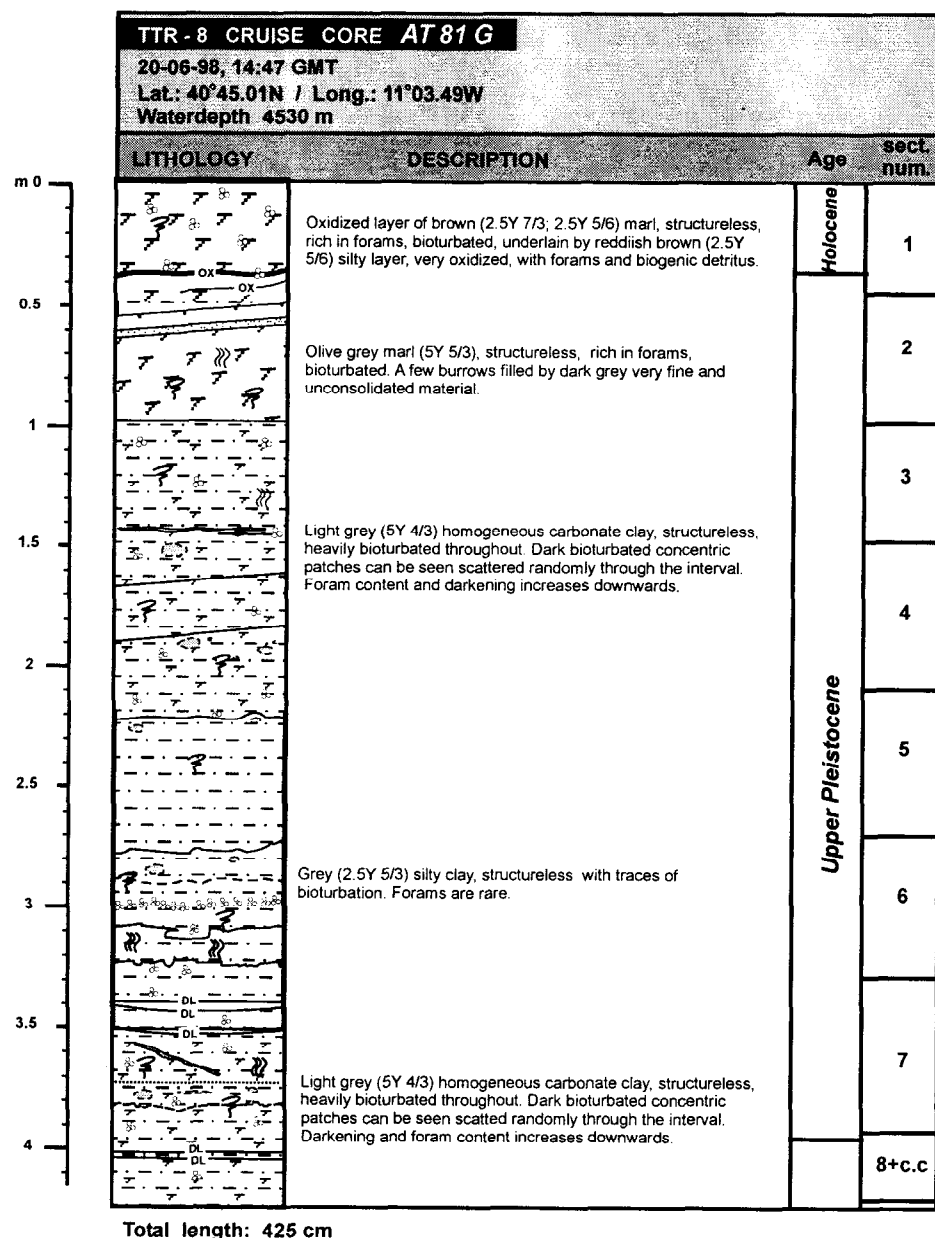 TTR - 8 CRUISE CORE AT 81 G
20-06-98, 14:47 GMT
Lat.: 40°45.01N / Long.: 11°03.49W
Waterdepth 4530 m
LITHOLOGY
DESCRIPTION
Age
sect. num.
m 0
Oxidized layer of brown (2.5Y 7/3; 2.5Y 5/6) marl, structureless,
rich in forams, bioturbated, underlain by reddiish brown (2.5Y
5/6) silty layer, very oxidized, with forams and biogenic detritus.
Holocene
1
OX
OX
0.5
Olive grey marl (5Y 5/3), structureless, rich in forams,
bioturbated. A few burrows filled by dark grey very fine and
unconsolidated material.
2
1
3
1.5
Light grey (5Y 4/3) homogeneous carbonate clay, structureless,
heavily bioturbated throughout. Dark bioturbated concentric
patches can be seen scattered randomly through the interval.
Foram content and darkening increases downwards.
4
2
Upper Pleistocene
5
2.5
Grey (2.5Y 5/3) silty clay, structureless with traces of
bioturbation. Forams are rare.
6
3
DL
DL
3.5
DL
7
Light grey (5Y 4/3) homogeneous carbonate clay, structureless,
heavily bioturbated throughout. Dark bioturbated concentric
patches can be seen scatted randomly through the interval.
Darkening and foram content increases downwards.
4
DL
DL
8+c.c
Total length: 425 cm